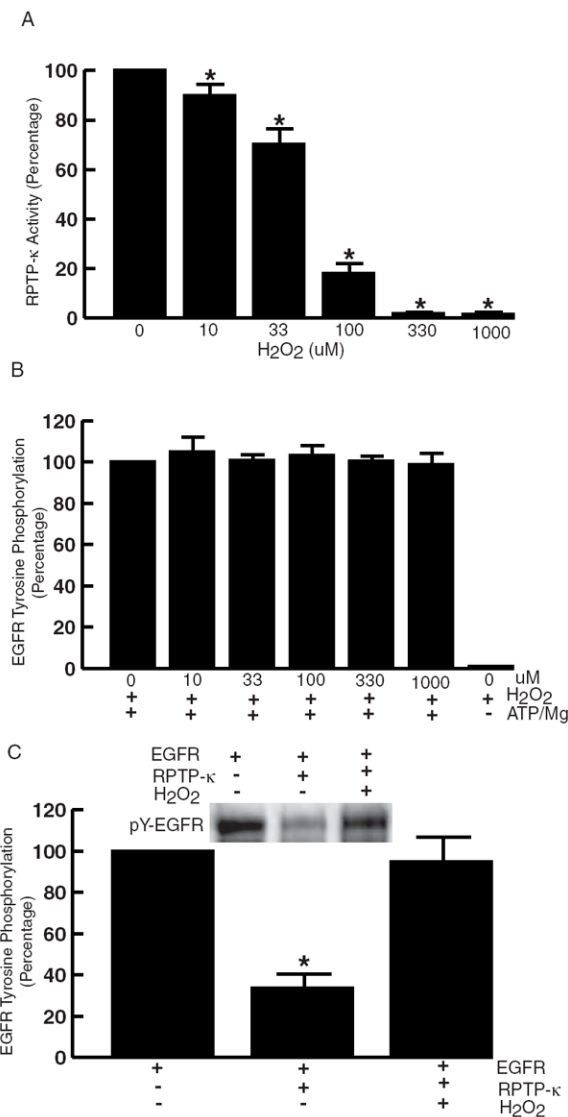 A
RPTP-κ Activity (Percentage)
100
80
60
40
20
0
* * * * *
0 10 33 100 330 1000
H2O2 (uM)
B
EGFR Tyrosine Phosphorylation
(Percentage)
120
100
80
60
40
20
0
0 10 33 100 330 1000 0 uM
+ + + + + + + H2O2
+ + + + + + - ATP/Mg
C
EGFR + + +
RPTP-κ - + +
H2O2 - - +
pY-EGFR
EGFR Tyrosine Phosphorylation
(Percentage)
120
100
80
60
40
20
0
*
+ + + EGFR
- + + RPTP-κ
- - + H2O2